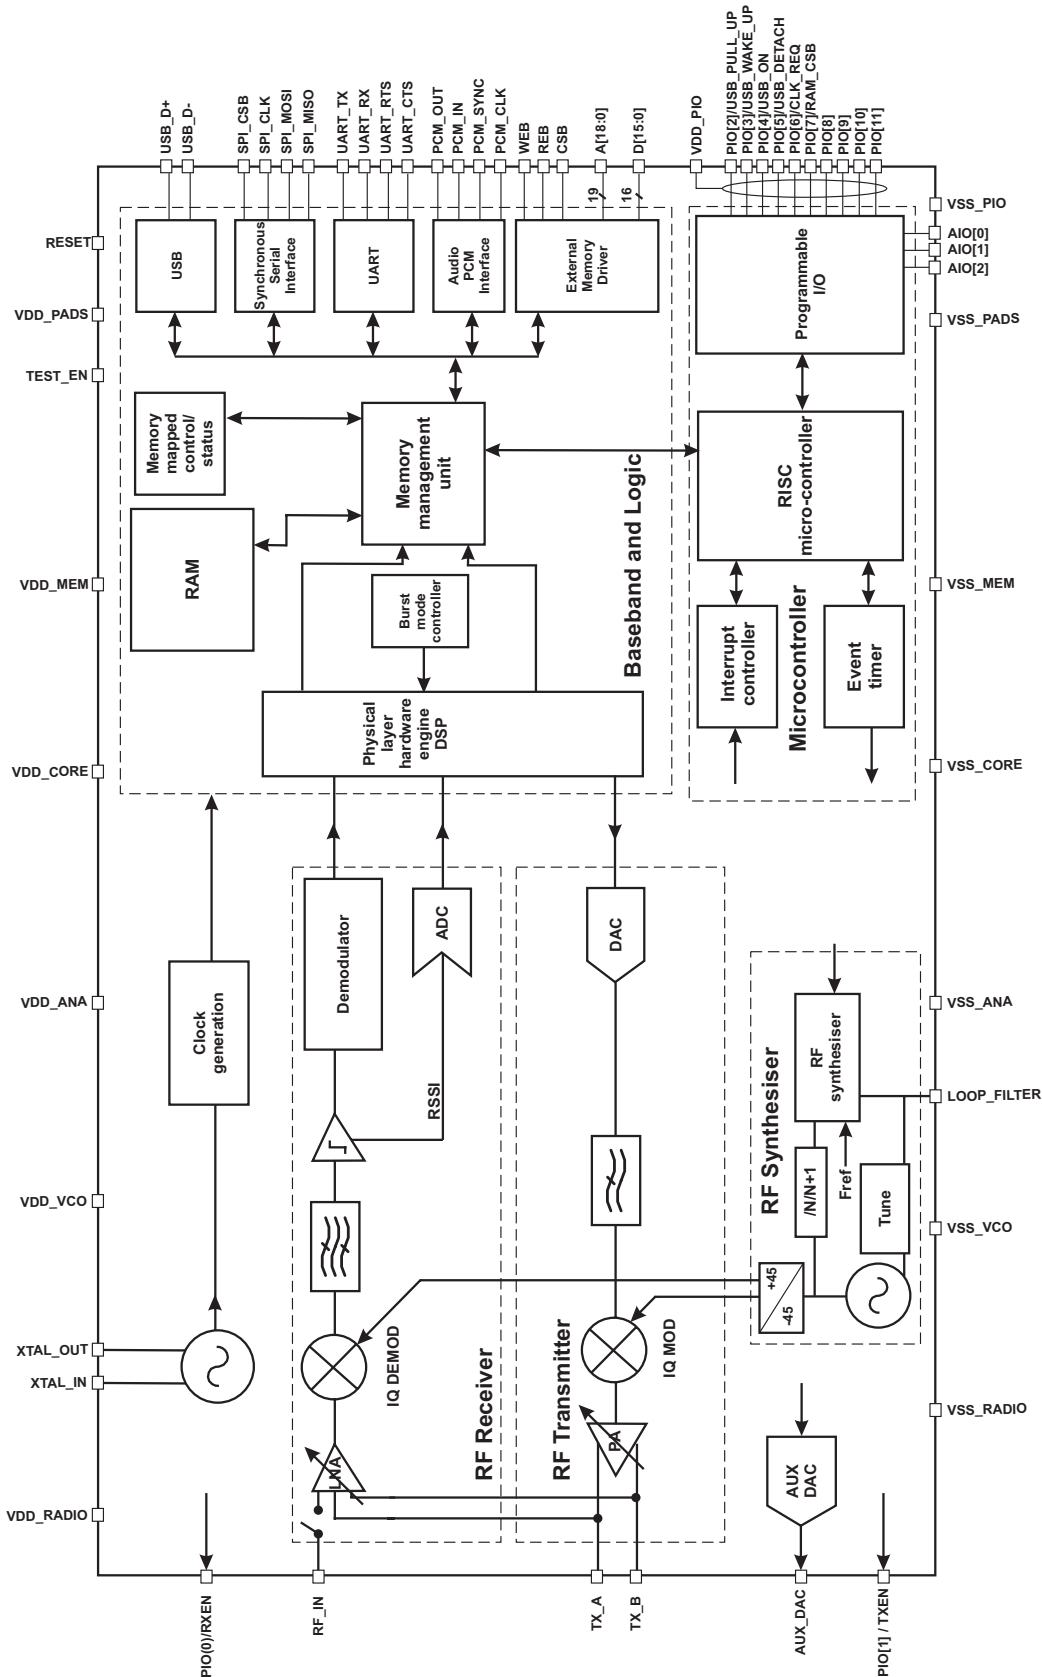 USB_D+
USB_D-
SPI_CSB
SPI_CLK
SPI_MOSI
SPI_MISO
UART_TX
UART_RX
UART_RTS
UART_CTS
PCM_OUT
PCM_IN
PCM_SYNC
PCM_CLK
WEB
REB
CSB
A[18:0]
D[15:0]
VDD_PIO
PIO[2]/USB_PULL_UP
PIO[3]/USB_WAKE_UP
PIO[4]/USB_ON
PIO[5]/USB_DETACH
PIO[6]/CLK_REQ
PIO[7]/RAM_CSB
PIO[8]
PIO[9]
PIO[10]
PIO[11]
19
16
RESET
VDD_PADS
TEST_EN
VDD_MEM
VDD_CORE
VDD_ANA
VDD_VCO
XTAL_OUT
XTAL_IN
VDD_RADIO
VSS_PIO
AIO[0]
AIO[1]
AIO[2]
VSS_PADS
VSS_MEM
VSS_CORE
VSS_ANA
LOOP_FILTER
VSS_VCO
VSS_RADIO
USB
Synchronous
Serial
Interface
UART
Audio
PCM
Interface
External
Memory
Driver
Programmable
I/O
Memory
mapped
control/
status
Memory
management
unit
RISC
micro-controller
RAM
Burst
mode
controller
Baseband and Logic
Interrupt
controller
Microcontroller
Event
timer
Physical
layer
hardware
engine
DSP
Clock
generation
Demodulator
ADC
DAC
RSSI
RF
synthesiser
RF Synthesiser
/N/N+1
Fref
Tune
+45
-45
IQ DEMOD
IQ MOD
RF Receiver
RF Transmitter
LNA
PA
AUX
DAC
PIO(0)/RXEN
RF_IN
TX_A
TX_B
AUX_DAC
PIO[1] / TXEN